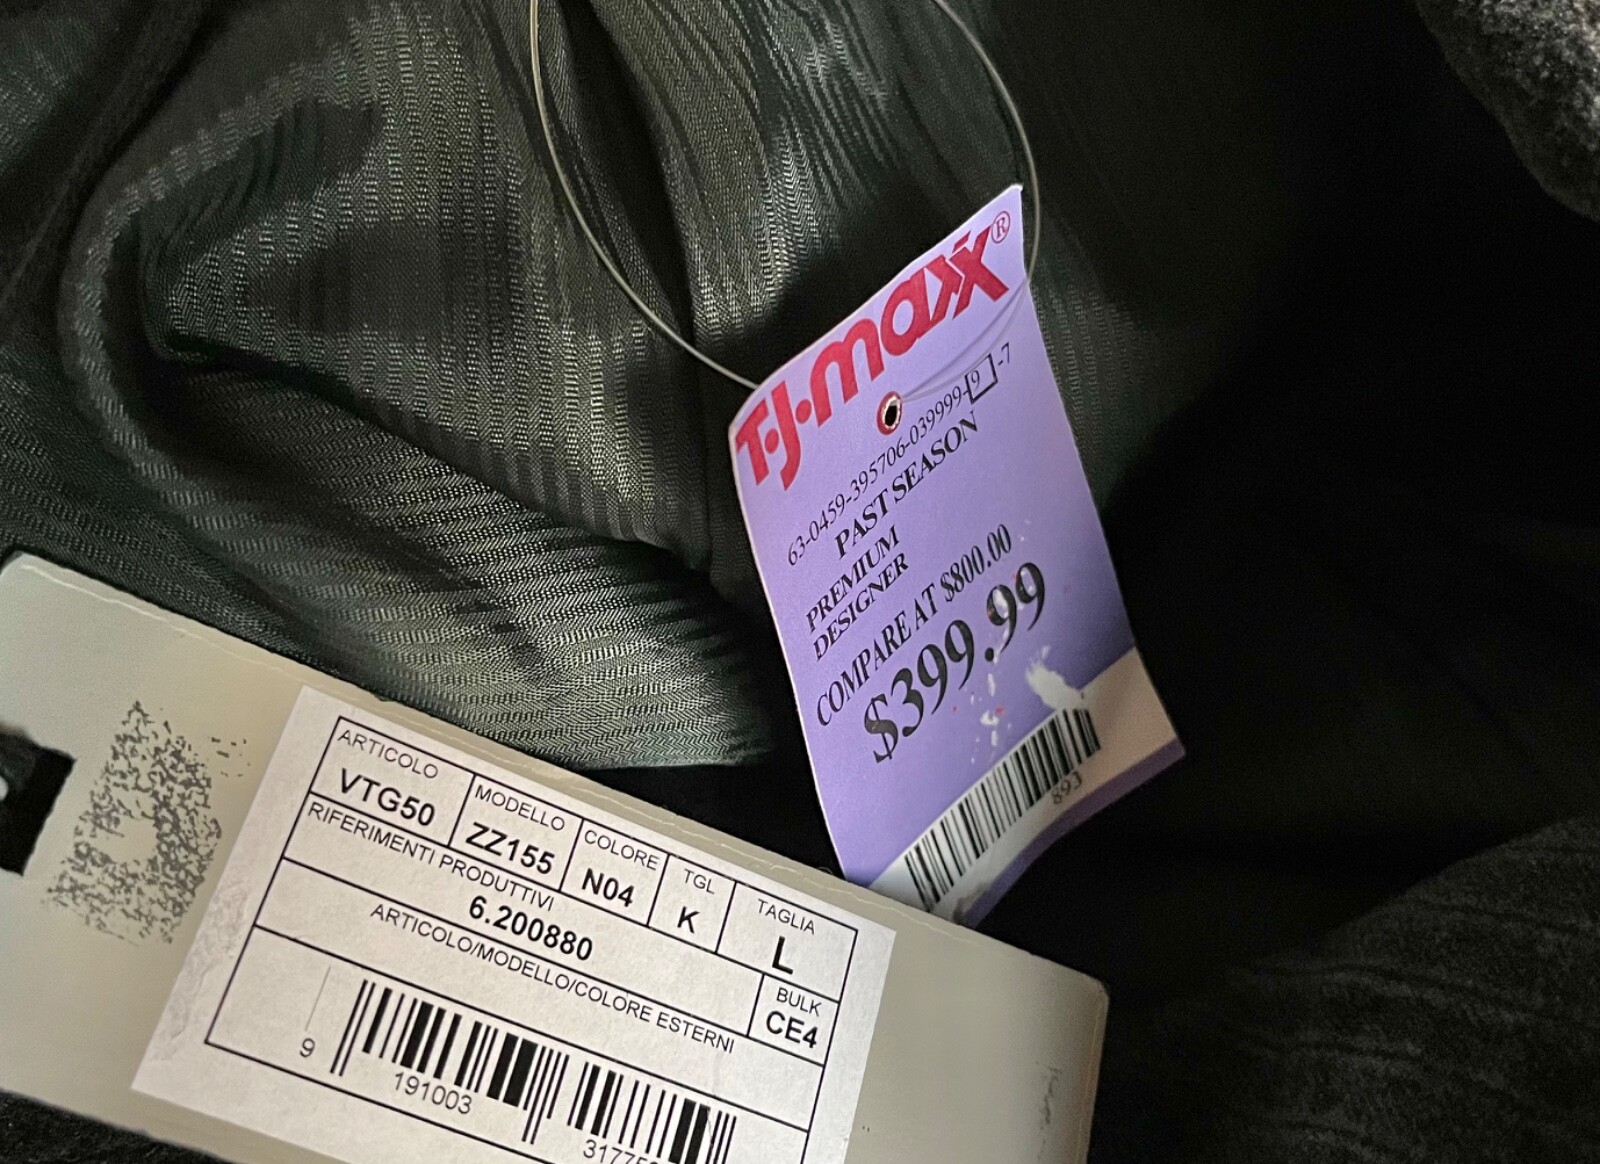 T·J·maxx®
63-0459-395706-039999-9-7
PAST SEASON
PREMIUM
DESIGNER
COMPARE AT $800.00
$399.99
893
ARTICOLO MODELLO COLORE TGL TAGLIA
VTG50 ZZ155 N04 K L
RIFERIMENTI PRODUTTIVI BULK
6.200880 CE4
ARTICOLO/MODELLO/COLORE ESTERNI
9 191003